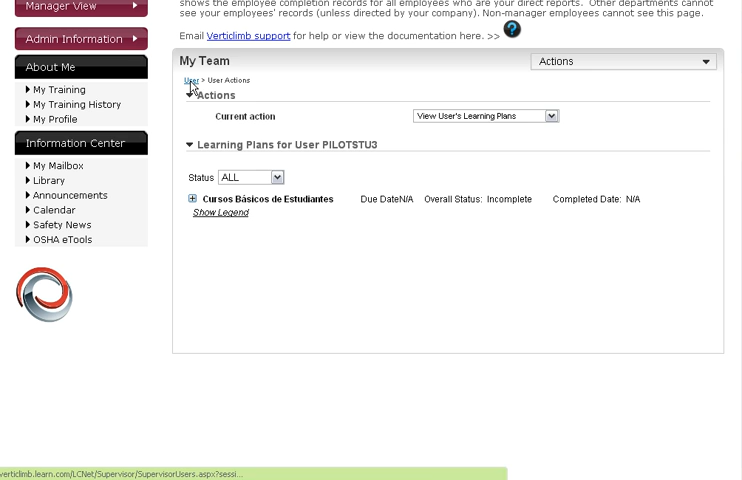 Manager View
shows the employee completion records for all employees who are your direct reports. Other departments cannot
see your employees' records (unless directed by your company). Non-manager employees cannot see this page.
Admin Information
Email Verticlimb support for help or view the documentation here. >> ?
About Me
My Training
My Training History
My Profile
Information Center
My Mailbox
Library
Announcements
Calendar
Safety News
OSHA eTools
My Team
Actions
User > User Actions
Actions
Current action
View User's Learning Plans
Learning Plans for User PILOTSTU3
Status ALL
Cursos Básicos de Estudiantes Due DateN/A Overall Status: Incomplete Completed Date: N/A
Show Legend
verticlimb.learn.com/LCNet/Supervisor/SupervisorUsers.aspx?sessi...